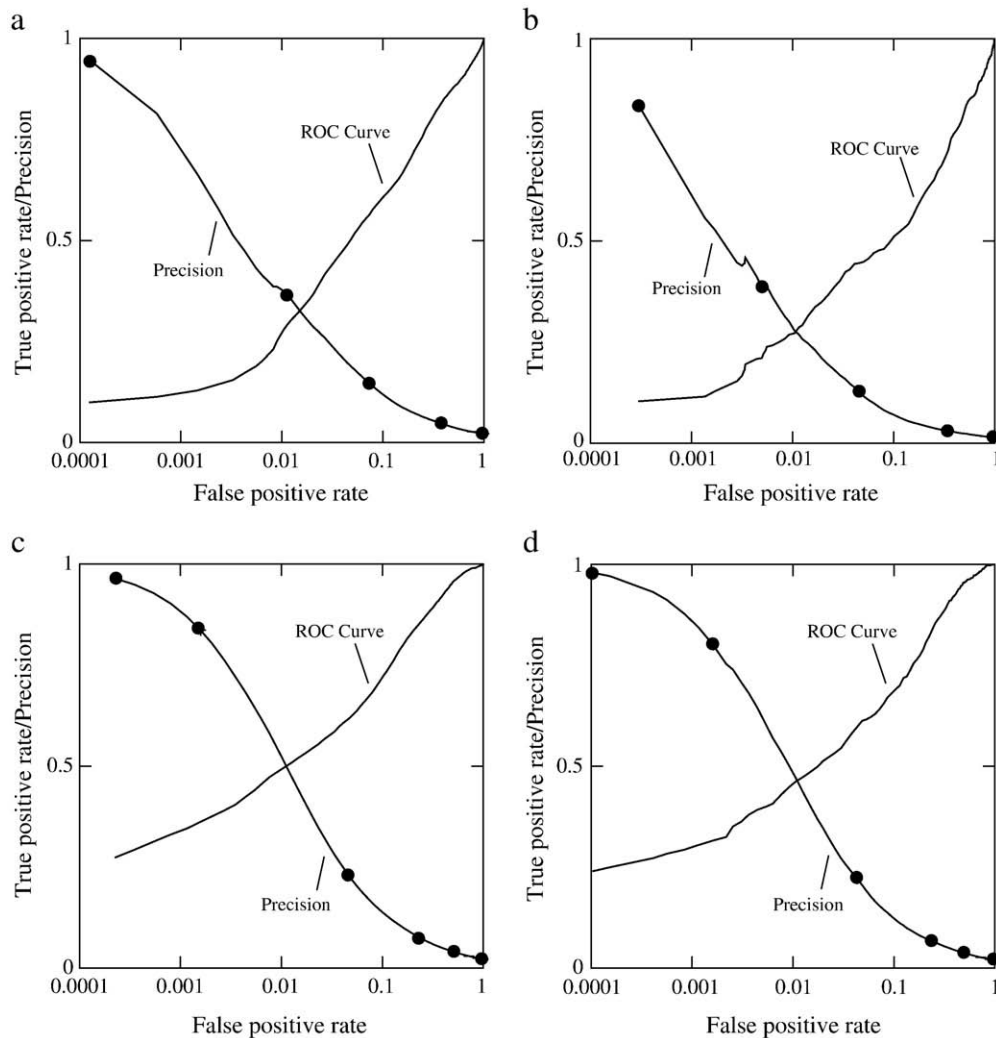 a
True positive rate/Precision
1
0.5
0
ROC Curve
Precision
0.0001 0.001 0.01 0.1 1
False positive rate
b
True positive rate/Precision
1
0.5
0
ROC Curve
Precision
0.0001 0.001 0.01 0.1 1
False positive rate
c
True positive rate/Precision
1
0.5
0
ROC Curve
Precision
0.0001 0.001 0.01 0.1 1
False positive rate
d
True positive rate/Precision
1
0.5
0
ROC Curve
Precision
0.0001 0.001 0.01 0.1 1
False positive rate